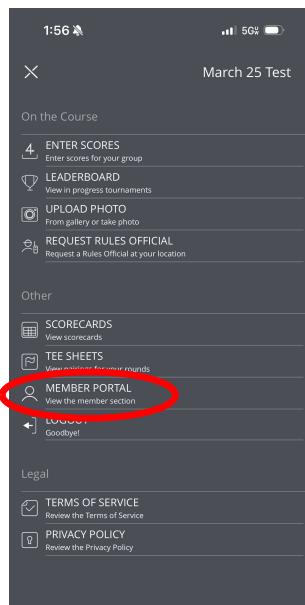 1:56
5G
March 25 Test
On the Course
4 ENTER SCORES
Enter scores for your group
LEADERBOARD
View in progress tournaments
UPLOAD PHOTO
From gallery or take photo
REQUEST RULES OFFICIAL
Request a Rules Official at your location
Other
SCORECARDS
View scorecards
TEE SHEETS
View pairings for your rounds
MEMBER PORTAL
View the member section
LOGOUT
Goodbye!
Legal
TERMS OF SERVICE
Review the Terms of Service
PRIVACY POLICY
Review the Privacy Policy